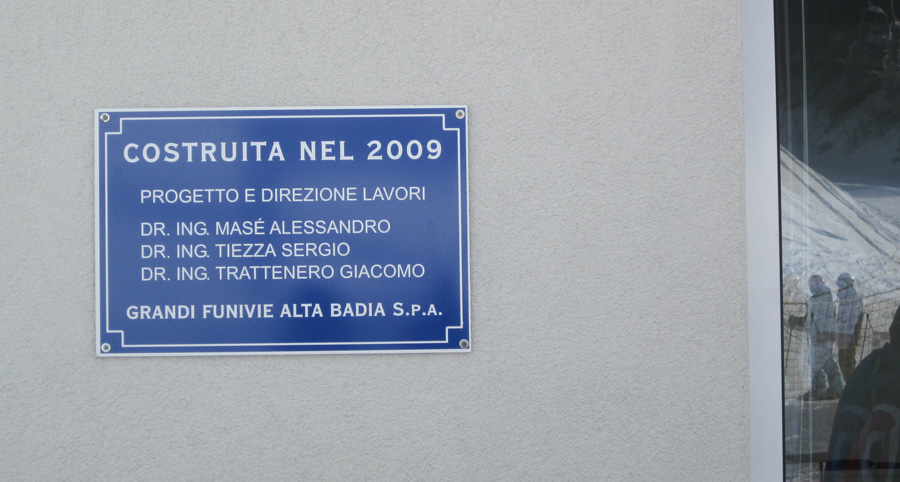 COSTRUITA NEL 2009
PROGETTO E DIREZIONE LAVORI
DR. ING. MASÉ ALESSANDRO
DR. ING. TIEZZA SERGIO
DR. ING. TRATTENERO GIACOMO
GRANDI FUNIVIE ALTA BADIA S.P.A.